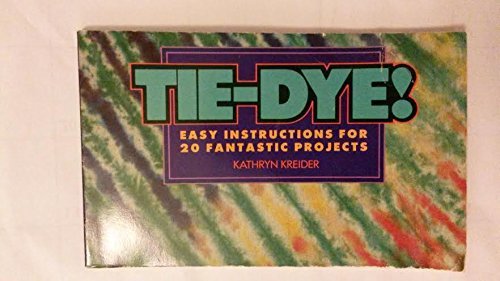 TIE-DYE!
EASY INSTRUCTIONS FOR
20 FANTASTIC PROJECTS
KATHRYN KREIDER